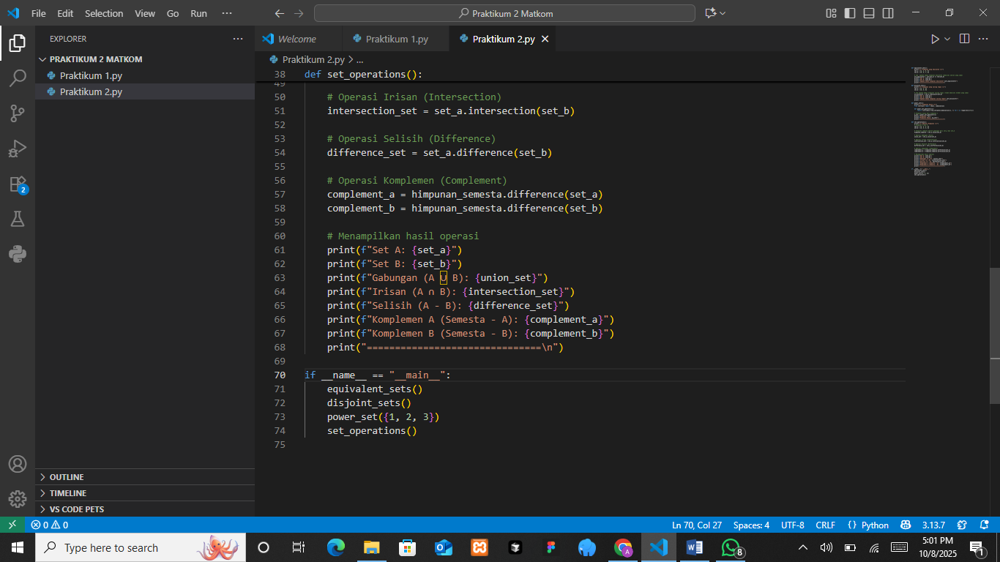 File Edit Selection View Go Run ··· Praktikum 2 Matkom
EXPLORER ···
PRAKTIKUM 2 MATKOM
Praktikum 1.py
Praktikum 2.py
OUTLINE
TIMELINE
VS CODE PETS
2
Welcome Praktikum 1.py Praktikum 2.py
Praktikum 2.py > ...
38 def set_operations():
49
50 # Operasi Irisan (Intersection)
51 intersection_set = set_a.intersection(set_b)
52
53 # Operasi Selisih (Difference)
54 difference_set = set_a.difference(set_b)
55
56 # Operasi Komplemen (Complement)
57 complement_a = himpunan_semesta.difference(set_a)
58 complement_b = himpunan_semesta.difference(set_b)
59
60 # Menampilkan hasil operasi
61 print(f"Set A: {set_a}")
62 print(f"Set B: {set_b}")
63 print(f"Gabungan (A ∪ B): {union_set}")
64 print(f"Irisan (A ∩ B): {intersection_set}")
65 print(f"Selisih (A - B): {difference_set}")
66 print(f"Komplemen A (Semesta - A): {complement_a}")
67 print(f"Komplemen B (Semesta - B): {complement_b}")
68 print("===============================\n")
69
70 if __name__ == "__main__":
71 equivalent_sets()
72 disjoint_sets()
73 power_set({1, 2, 3})
74 set_operations()
75
0 0 Ln 70, Col 27 Spaces: 4 UTF-8 CRLF {} Python 3.13.7
Type here to search
A
W
8
5:01 PM
10/8/2025
1